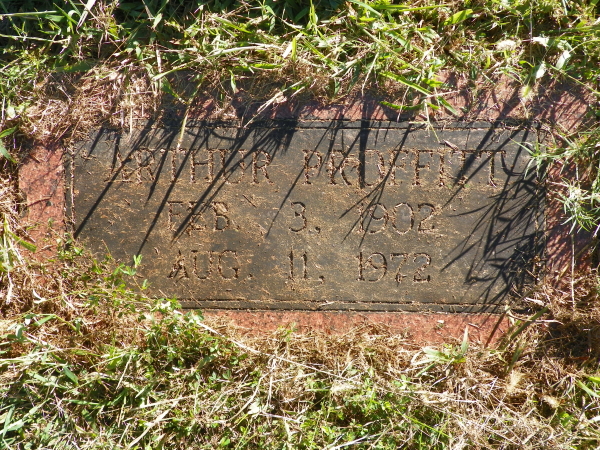 ARTHUR PROFFITT
FEB. 3, 1902
AUG. 11, 1972